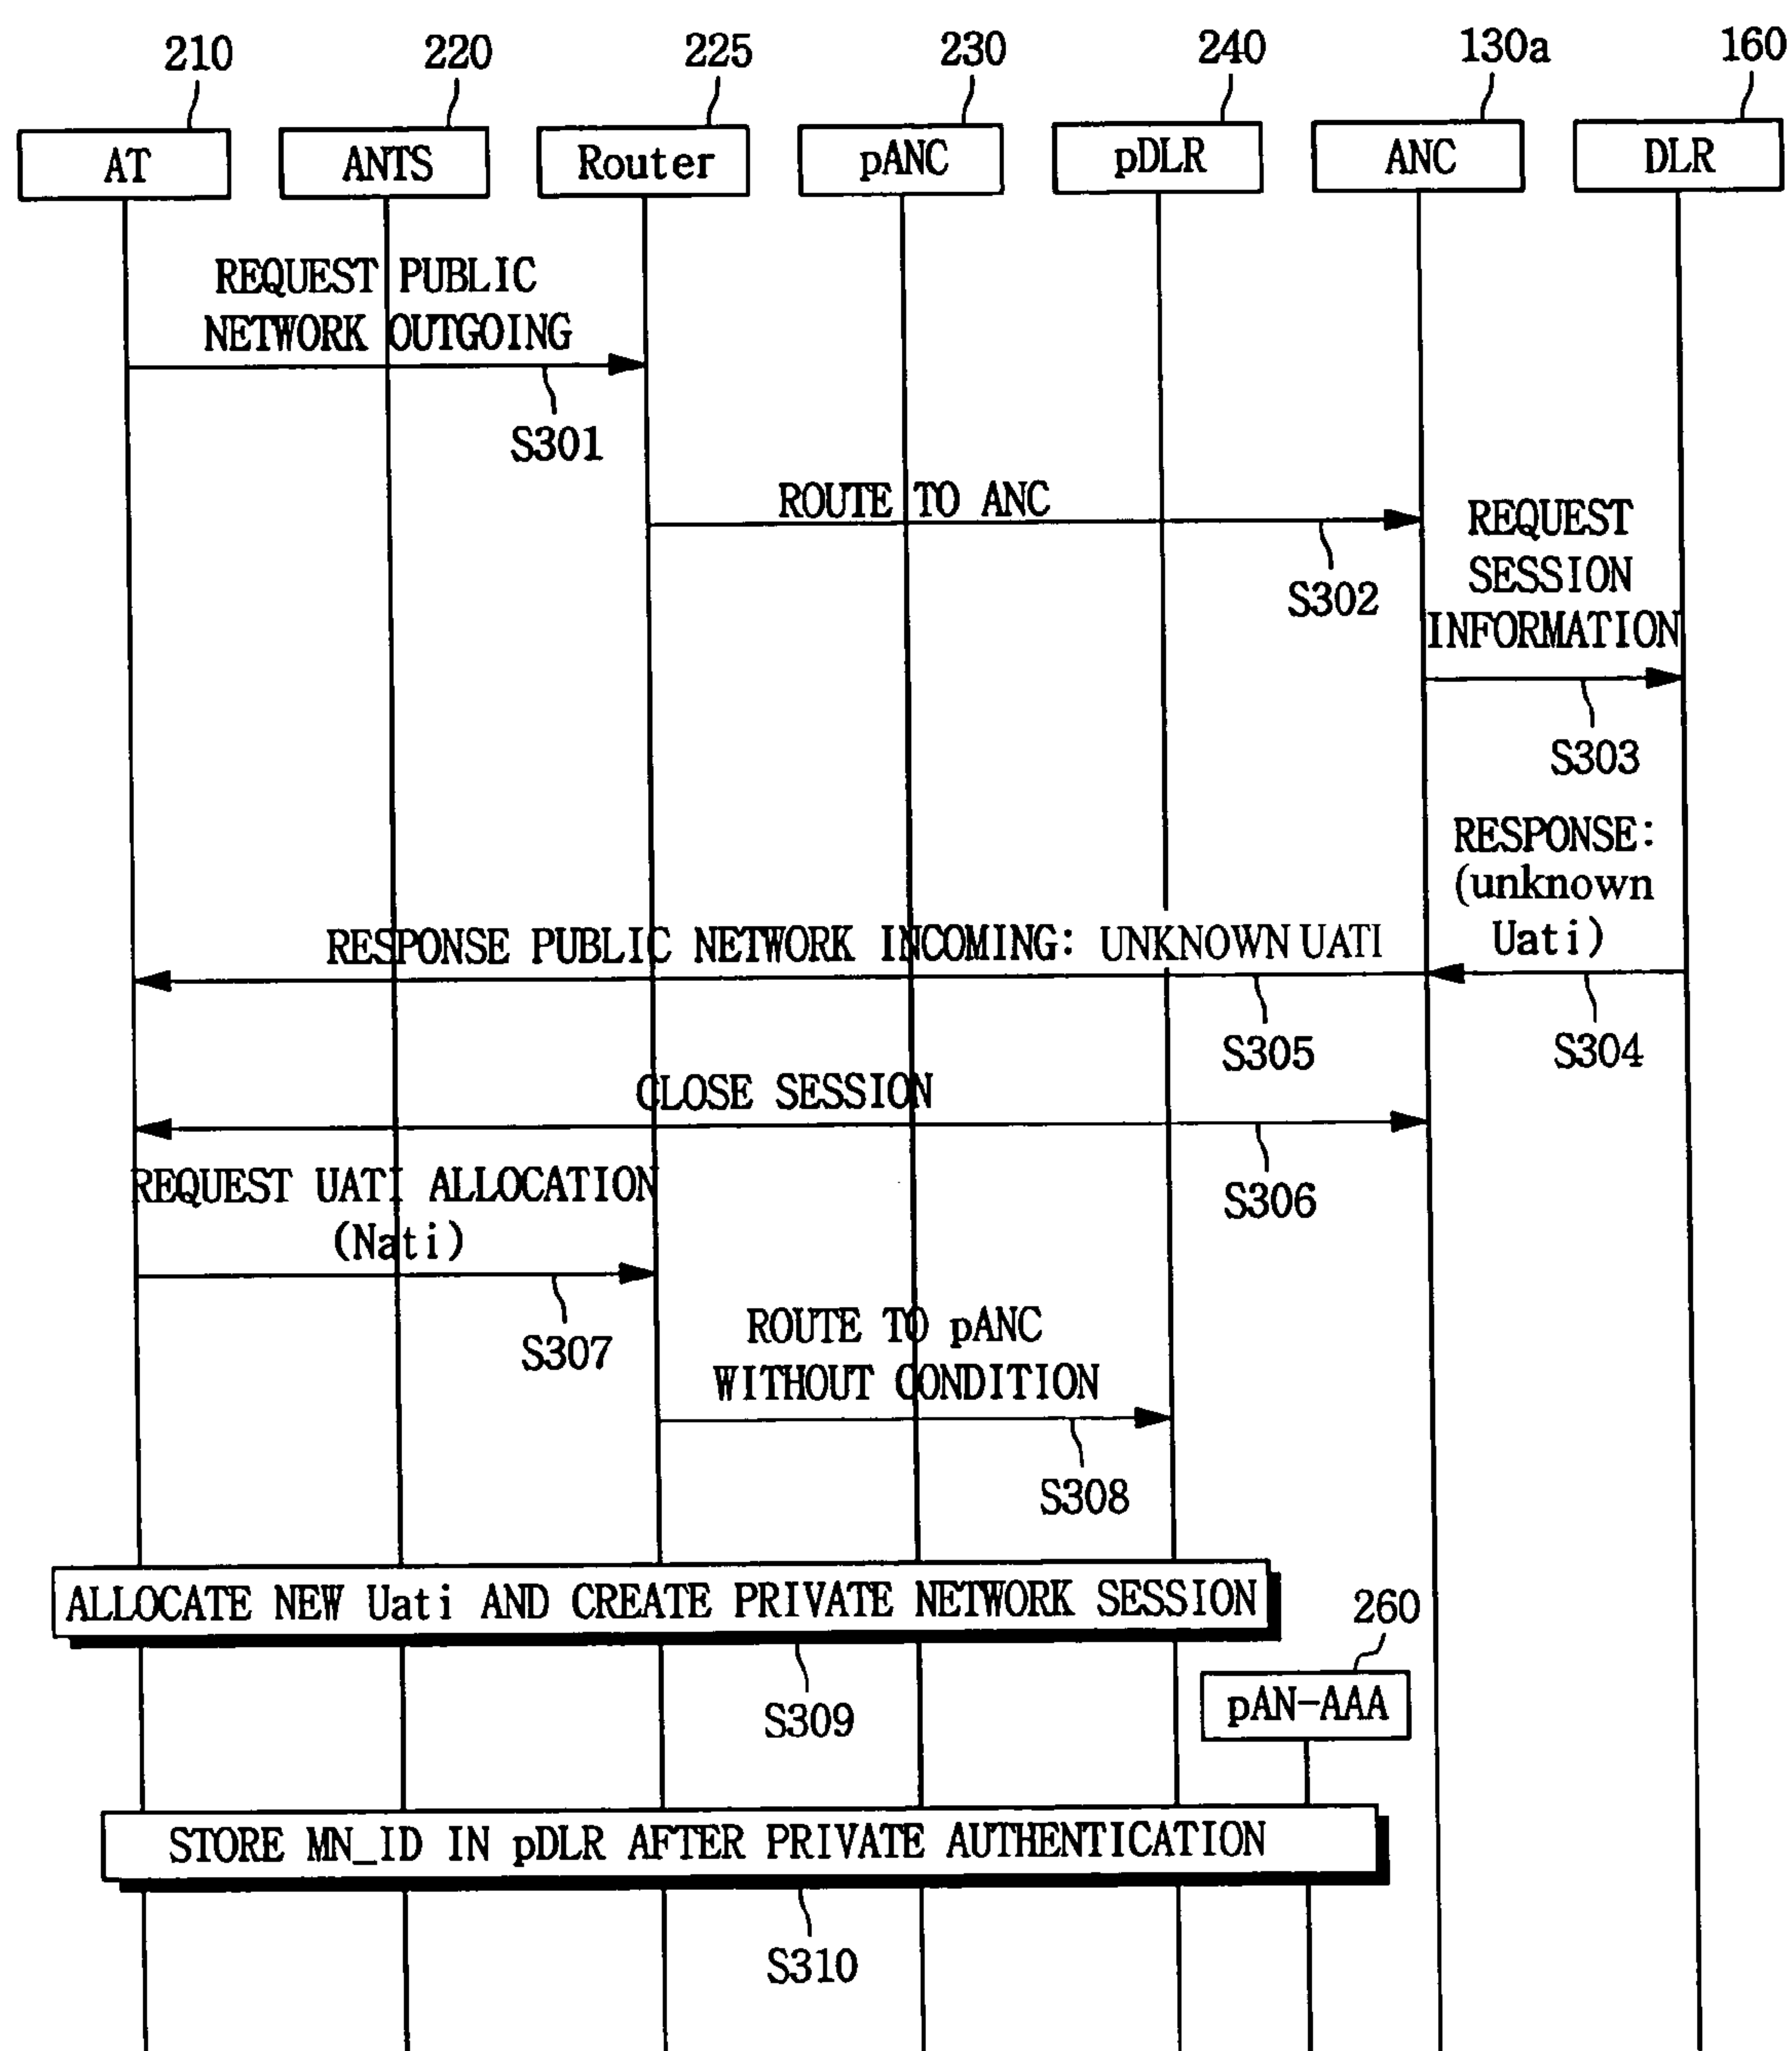 210
220
225
230
240
130a
160
AT
ANTS
Router
pANC
pDLR
ANC
DLR
REQUEST PUBLIC
NETWORK OUTGOING
S301
ROUTE TO ANC
S302
REQUEST
SESSION
INFORMATION
S303
RESPONSE:
(unknown
Uati)
S304
RESPONSE PUBLIC NETWORK INCOMING: UNKNOWN UATI
S305
CLOSE SESSION
S306
REQUEST UATI ALLOCATION
(Nati)
S307
ROUTE TO pANC
WITHOUT CONDITION
S308
ALLOCATE NEW Uati AND CREATE PRIVATE NETWORK SESSION
S309
260
pAN-AAA
STORE MN_ID IN pDLR AFTER PRIVATE AUTHENTICATION
S310